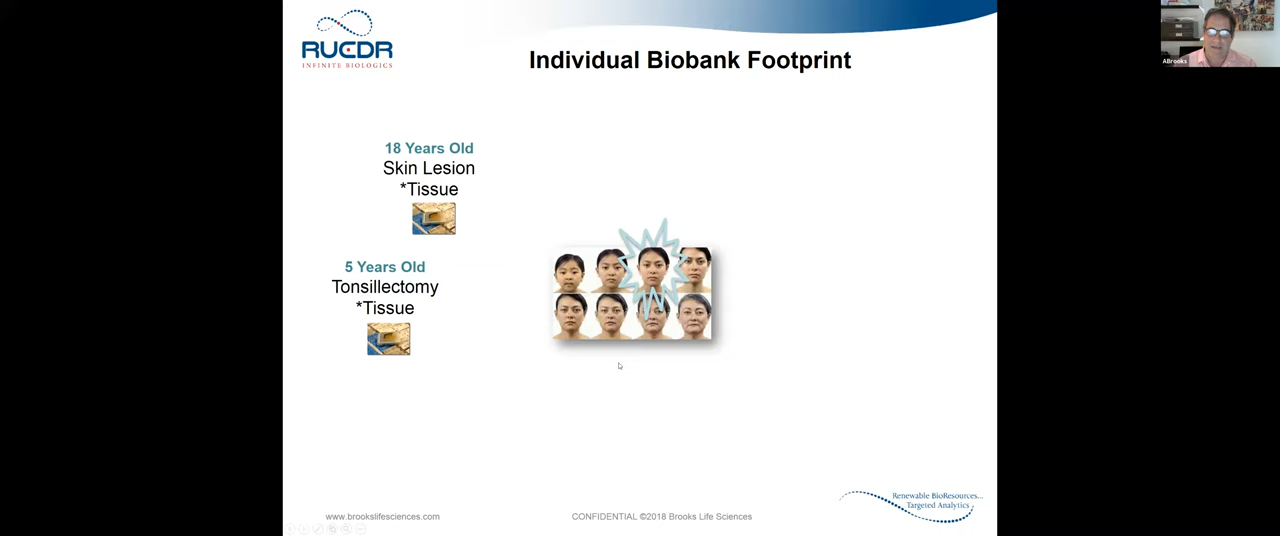 RUCDR
INFINITE BIOLOGICS
Individual Biobank Footprint
ABrooks
18 Years Old
Skin Lesion
*Tissue
5 Years Old
Tonsillectomy
*Tissue
Renewable BioResources...
Targeted Analytics
www.brookslifesciences.com
CONFIDENTIAL ©2018 Brooks Life Sciences